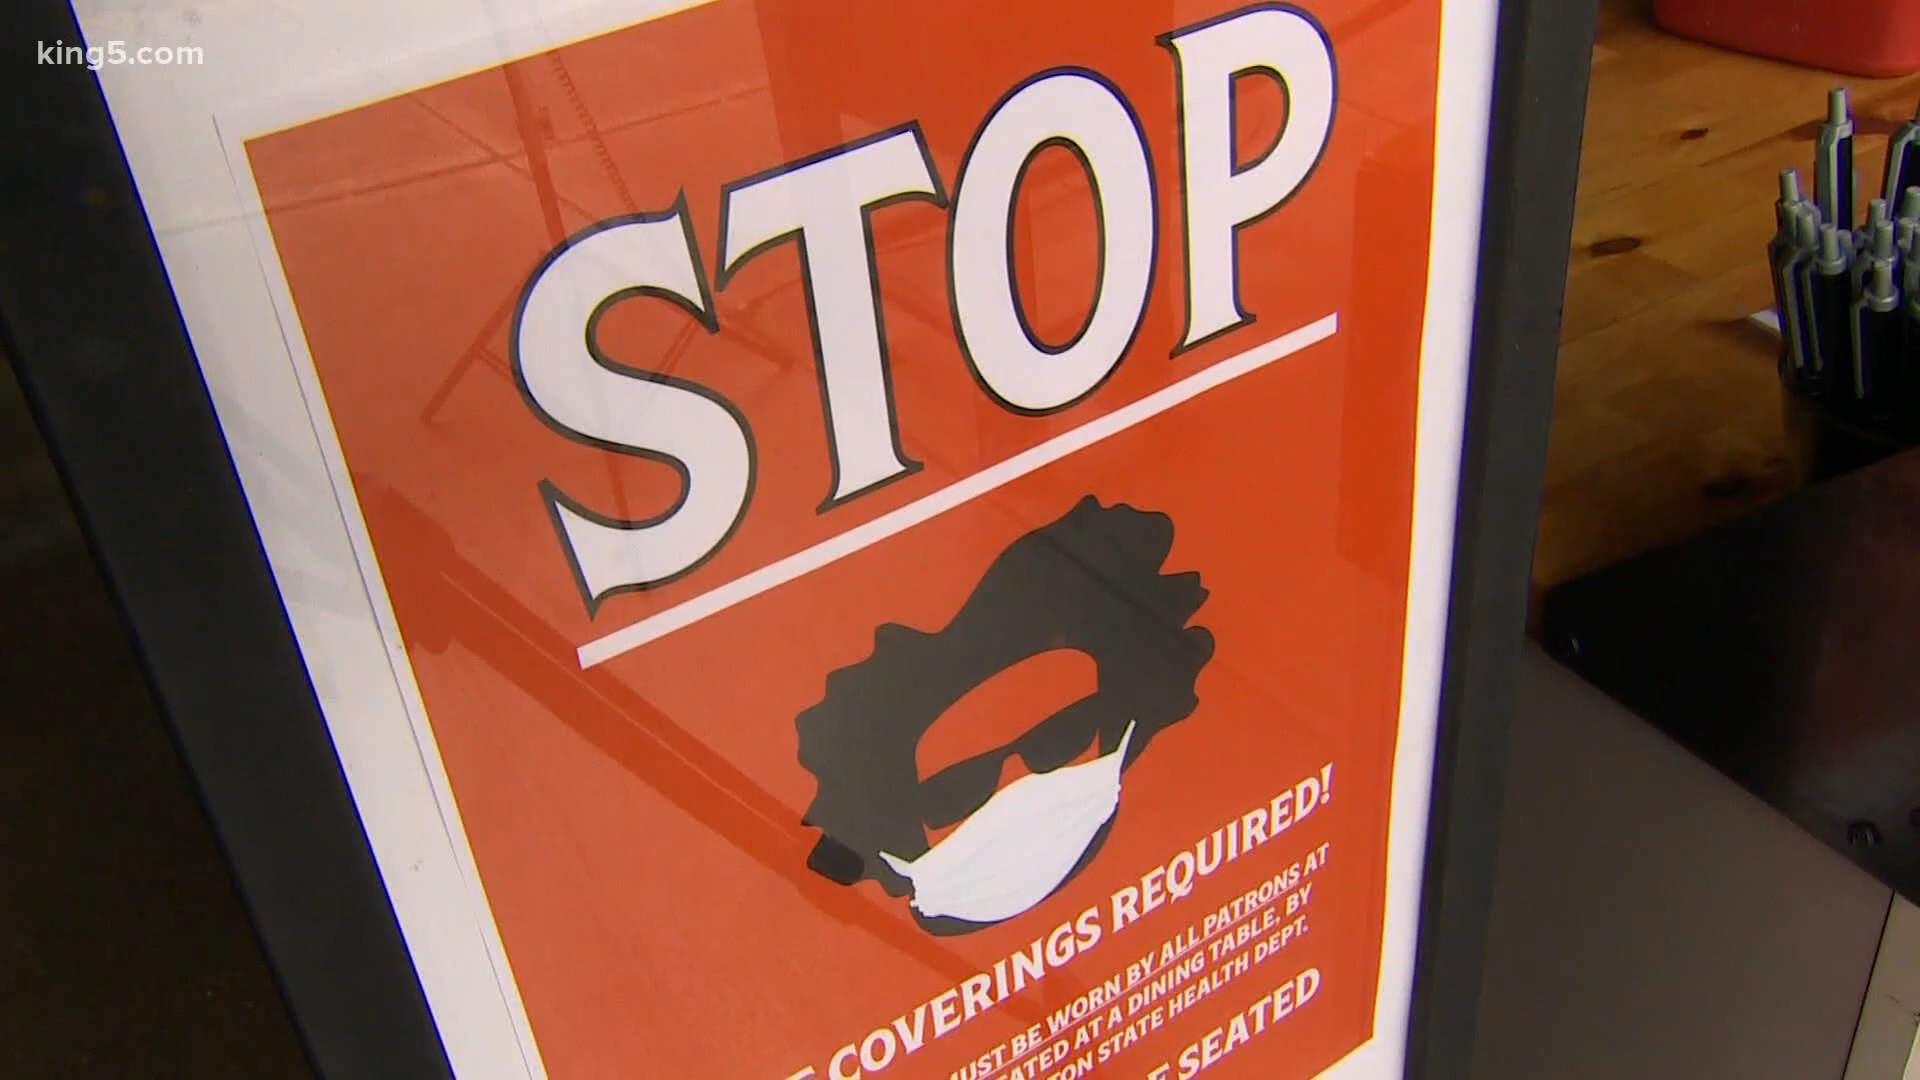 king5.com
STOP
COVERINGS REQUIRED!
MUST BE WORN BY ALL PATRONS AT
SEATED AT A DINING TABLE, BY
STATE HEALTH DEPT.
SEATED